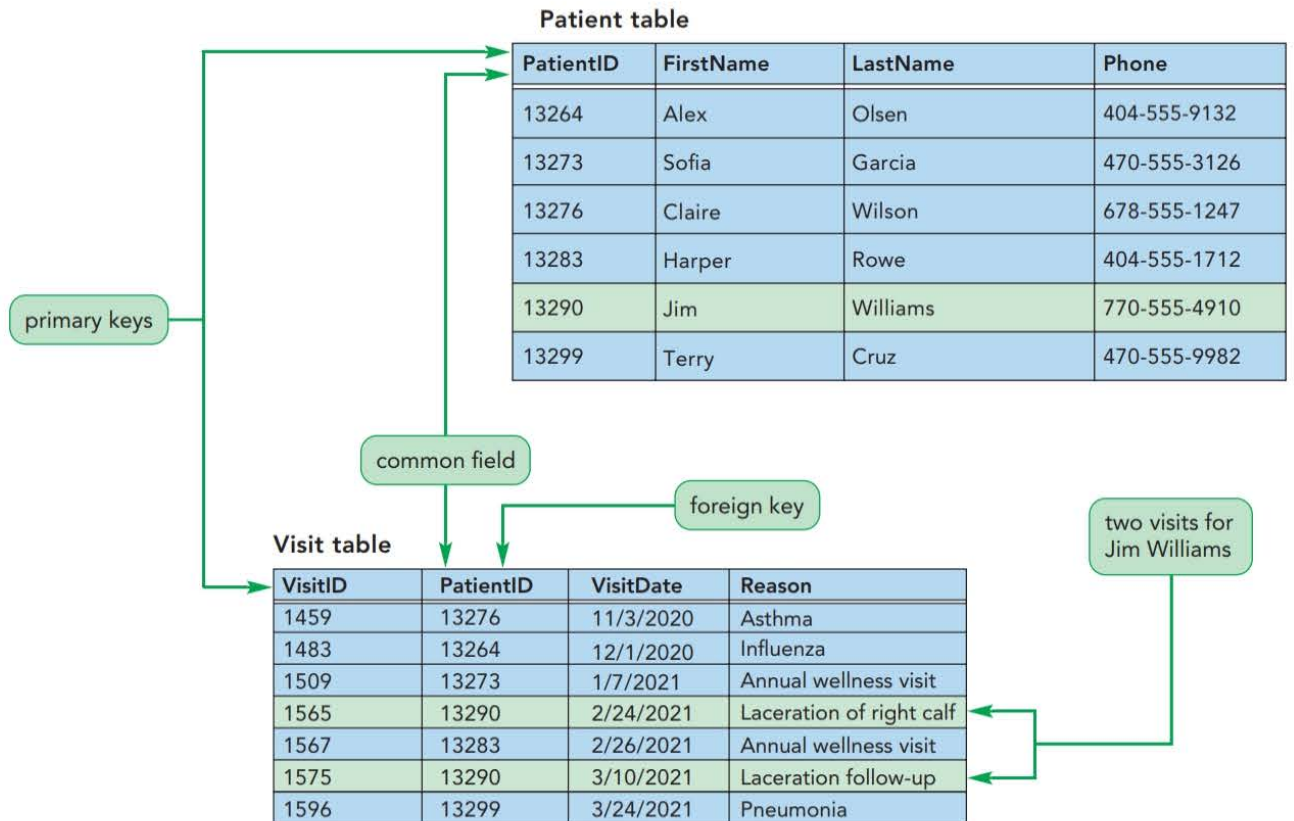 Patient table
PatientID FirstName LastName Phone
13264 Alex Olsen 404-555-9132
13273 Sofia Garcia 470-555-3126
13276 Claire Wilson 678-555-1247
13283 Harper Rowe 404-555-1712
13290 Jim Williams 770-555-4910
13299 Terry Cruz 470-555-9982
primary keys
common field
foreign key
two visits for
Jim Williams
Visit table
VisitID PatientID VisitDate Reason
1459 13276 11/3/2020 Asthma
1483 13264 12/1/2020 Influenza
1509 13273 1/7/2021 Annual wellness visit
1565 13290 2/24/2021 Laceration of right calf
1567 13283 2/26/2021 Annual wellness visit
1575 13290 3/10/2021 Laceration follow-up
1596 13299 3/24/2021 Pneumonia